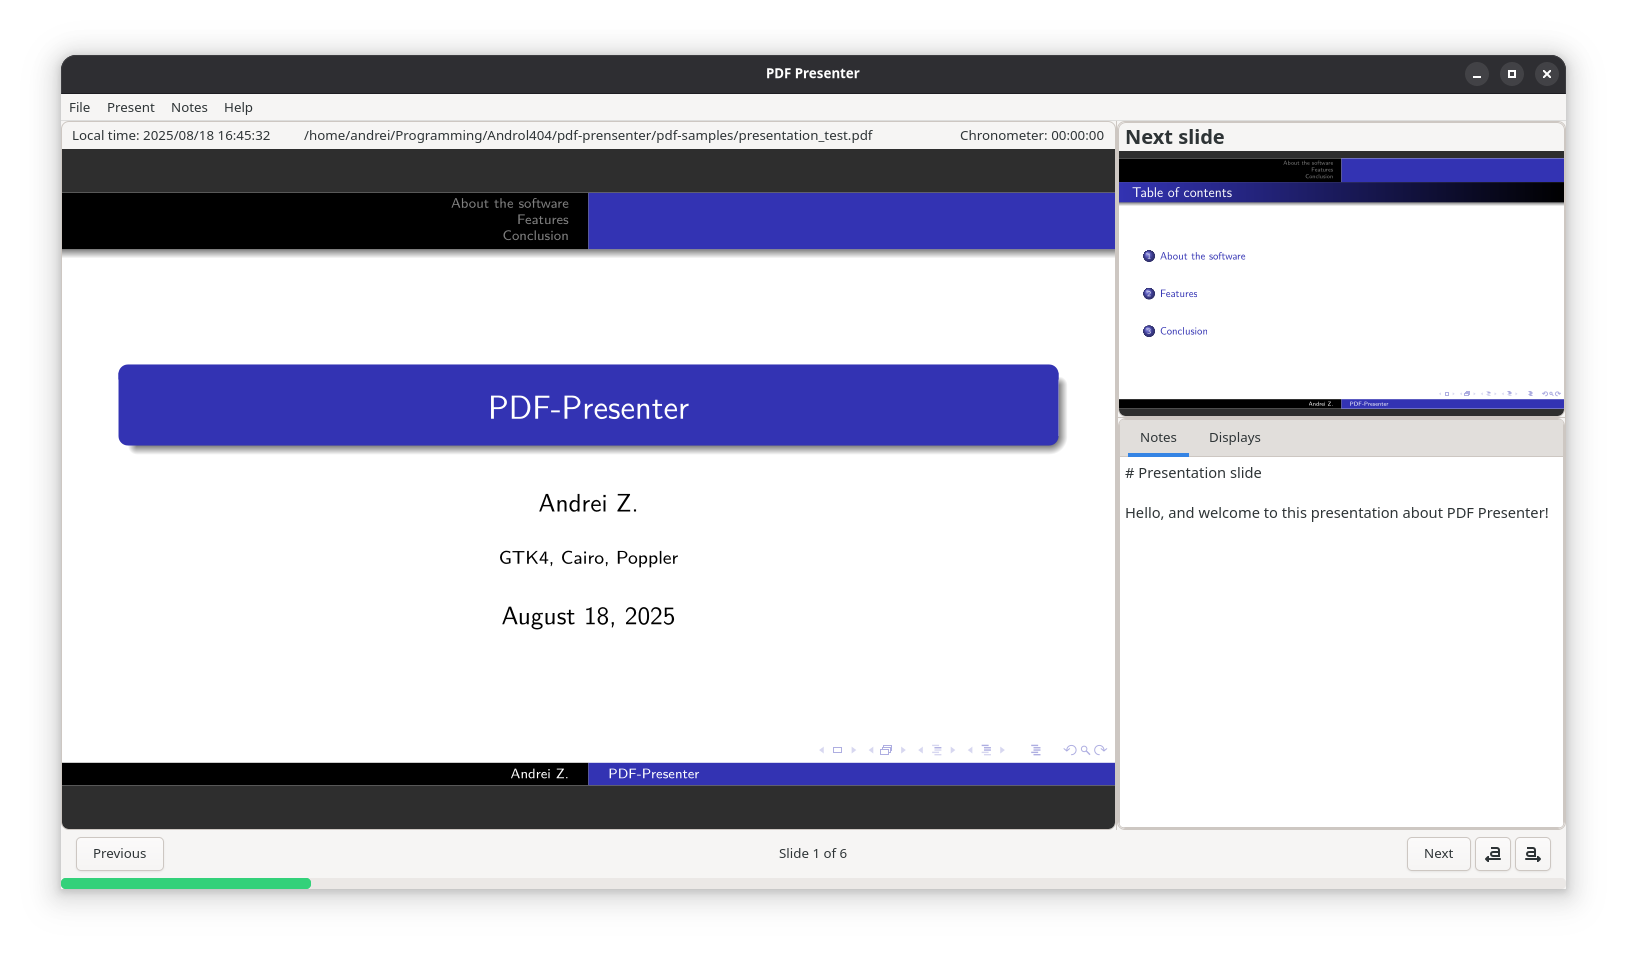 PDF Presenter
File Present Notes Help
Local time: 2025/08/18 16:45:32 /home/andrei/Programming/Androl404/pdf-prensenter/pdf-samples/presentation_test.pdf Chronometer: 00:00:00
About the software
Features
Conclusion
PDF-Presenter
Andrei Z.
GTK4, Cairo, Poppler
August 18, 2025
Andrei Z. PDF-Presenter
Next slide
About the software
Features
Conclusion
Table of contents
1 About the software
2 Features
3 Conclusion
Andrei Z. PDF-Presenter
Notes Displays
# Presentation slide
Hello, and welcome to this presentation about PDF Presenter!
Previous Slide 1 of 6 Next a a